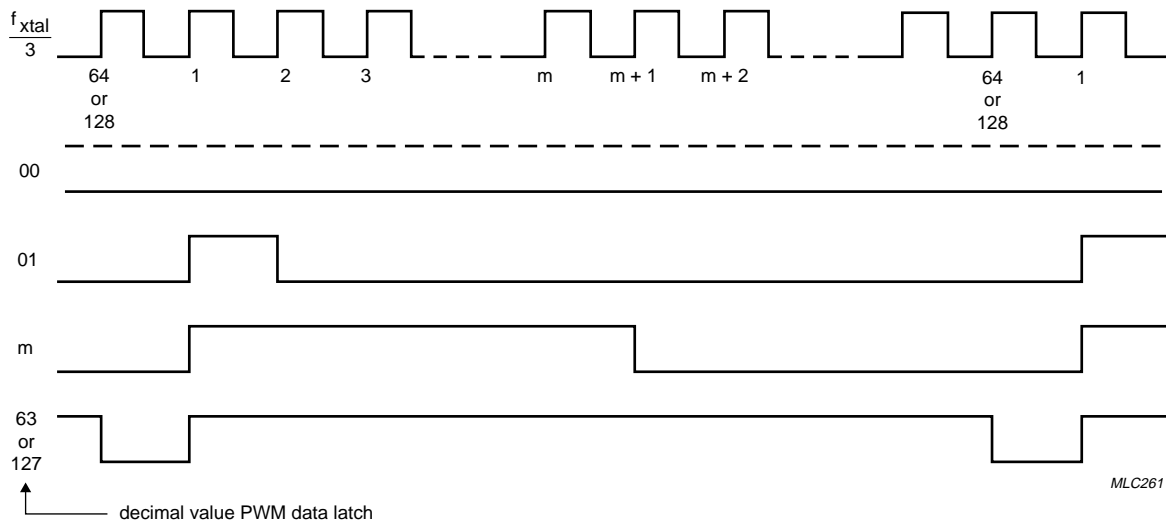 f xtal
3
64 1 2 3 m m + 1 m + 2 64 1
or or
128 128
00
01
m
63
or
127
MLC261
decimal value PWM data latch